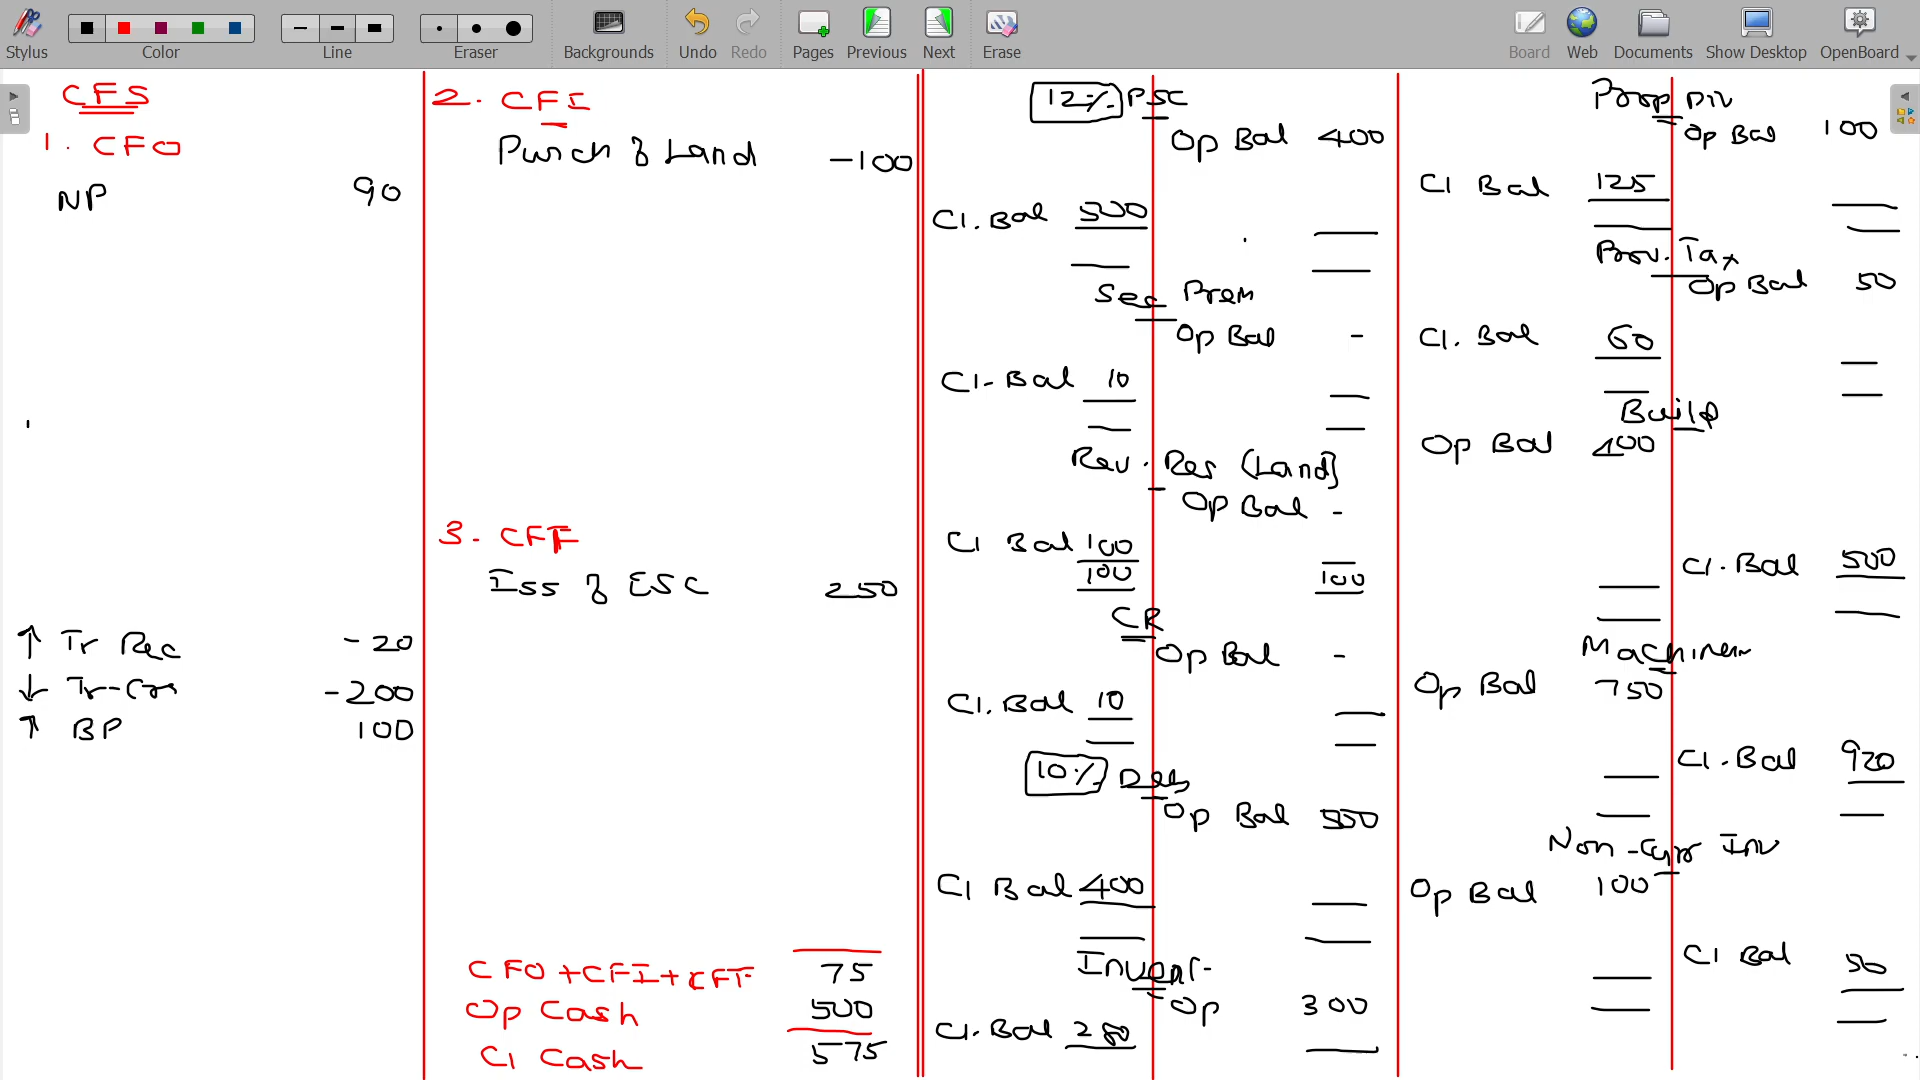 Stylus
Color
Line
Eraser
Backgrounds
Undo
Redo
Pages
Previous
Next
Erase
Board
Web
Documents
Show Desktop
OpenBoard
CFS
1. CFO
NP 90
↑ Tr Rec -20
↓ Tr-Crs -200
↑ BP 100
2. CFI
Purch of Land -100
3. CFF
Iss of ESC 250
CFO+CFI+CFF 75
Op Cash 500
Cl Cash 575
12% PSC
Op Bal 400
Cl. Bal 500
Sec Prem
Op Bal -
Cl-Bal 10
Rev. Res (Land)
Op Bal -
Cl Bal 100
100 100
CR
Op Bal -
Cl. Bal 10
10% Debs
Op Bal 500
Cl Bal 400
Invent-
Op 300
Cl-Bal 280
Prop Div
Op Bal 100
Cl Bal 125
Prov. Tax
Op Bal 50
Cl. Bal 60
Build
Op Bal 400
Cl. Bal 500
Machinery
Op Bal 750
Cl. Bal 920
Non-Curr Inv
Op Bal 100
Cl Bal 50